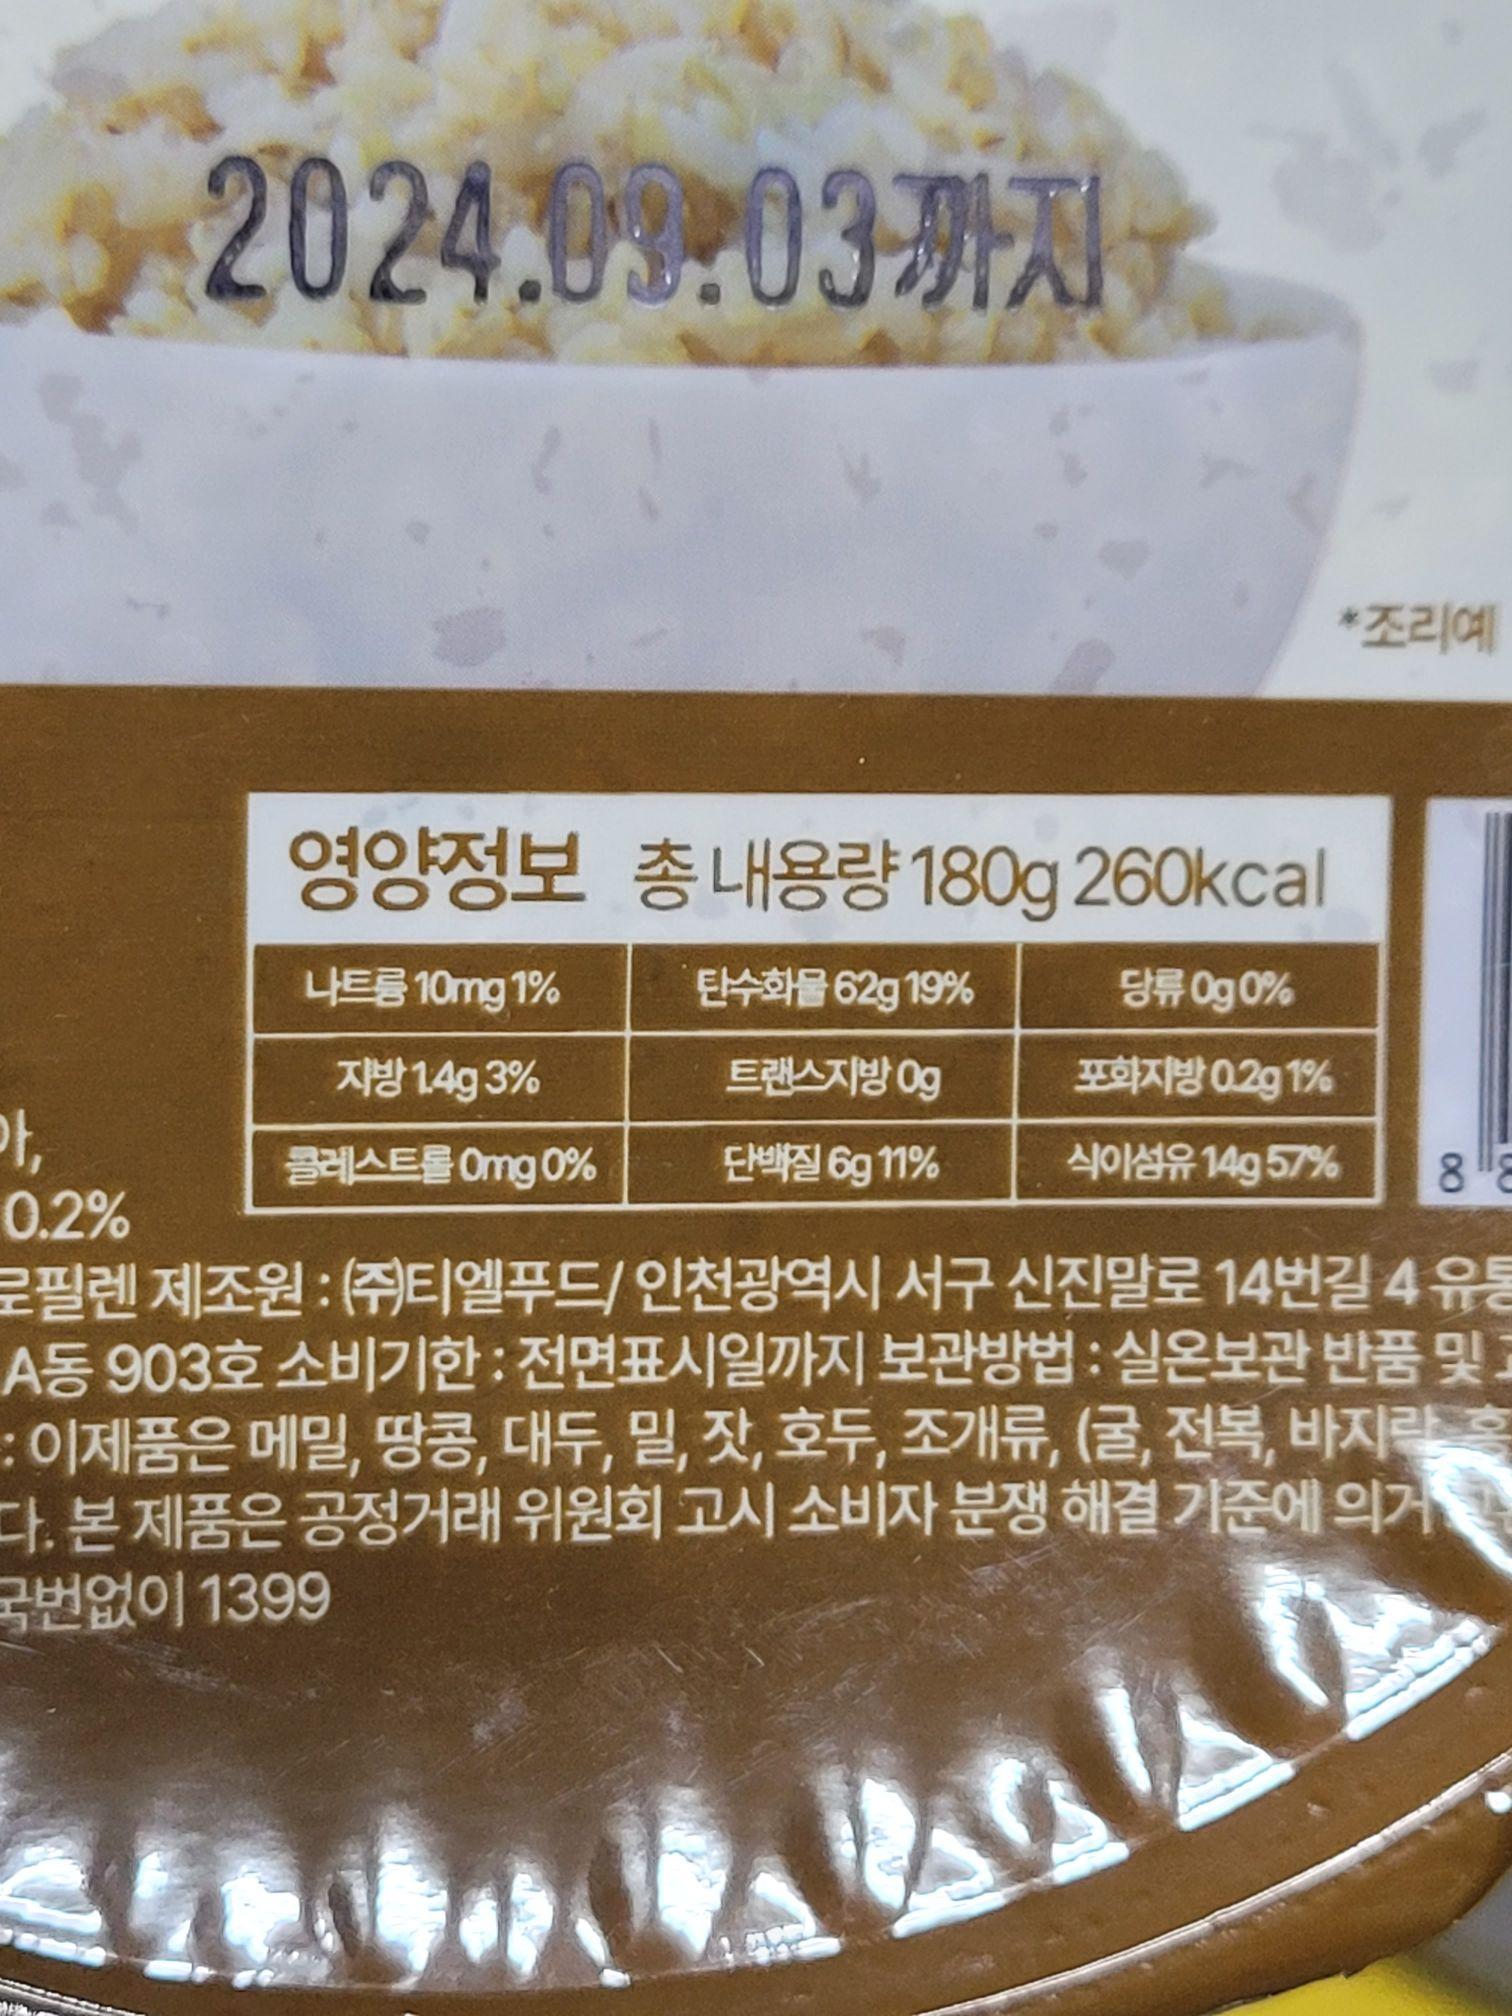 2024.09.03까지
*조리예
영양정보 총 내용량 180g 260kcal
나트륨 10mg 1% 탄수화물 62g 19% 당류 0g 0%
지방 1.4g 3% 트랜스지방 0g 포화지방 0.2g 1%
콜레스트롤 0mg 0% 단백질 6g 11% 식이섬유 14g 57%
아,
0.2%
8 8
로필렌 제조원 : (주)티엘푸드/ 인천광역시 서구 신진말로 14번길 4 유통
A동 903호 소비기한 : 전면표시일까지 보관방법 : 실온보관 반품 및
: 이제품은 메밀, 땅콩, 대두, 밀, 잣, 호두, 조개류, (굴, 전복, 바지락
다. 본 제품은 공정거래 위원회 고시 소비자 분쟁 해결 기준에 의거
국번없이 1399